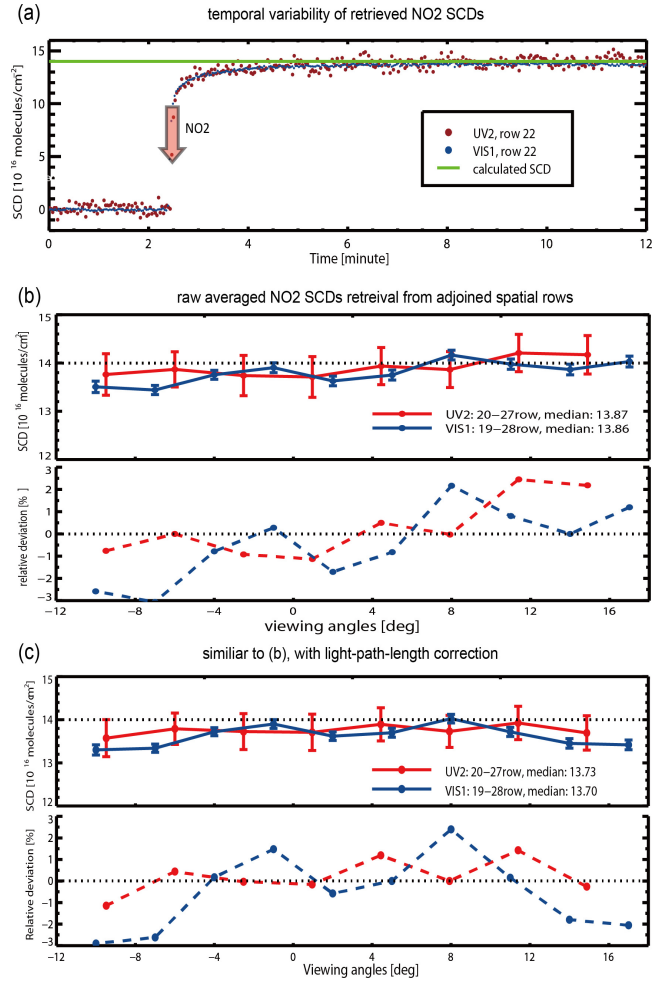 (a)
temporal variability of retrieved NO2 SCDs
SCD [10 16 molecules/cm²]
15
10
5
0
NO2
UV2, row 22
VIS1, row 22
calculated SCD
0 2 4 6 8 10 12
Time [minute]
(b)
raw averaged NO2 SCDs retreival from adjoined spatial rows
SCD [10 16 molecules/cm²]
15
14
13
12
UV2: 20−27row, median: 13.87
VIS1: 19−28row, median: 13.86
relative deviation [% ]
3
2
1
0
−1
−2
−3
−12 −8 −4 0 4 8 12 16
viewing angles [deg]
(c)
similiar to (b), with light-path-length correction
SCD [10 16 molecules/cm²]
15
14
13
12
UV2: 20−27row, median: 13.73
VIS1: 19−28row, median: 13.70
Relative deviation [%]
3
2
1
0
−1
−2
−3
−12 −8 −4 0 4 8 12 16
Viewing angles [deg]